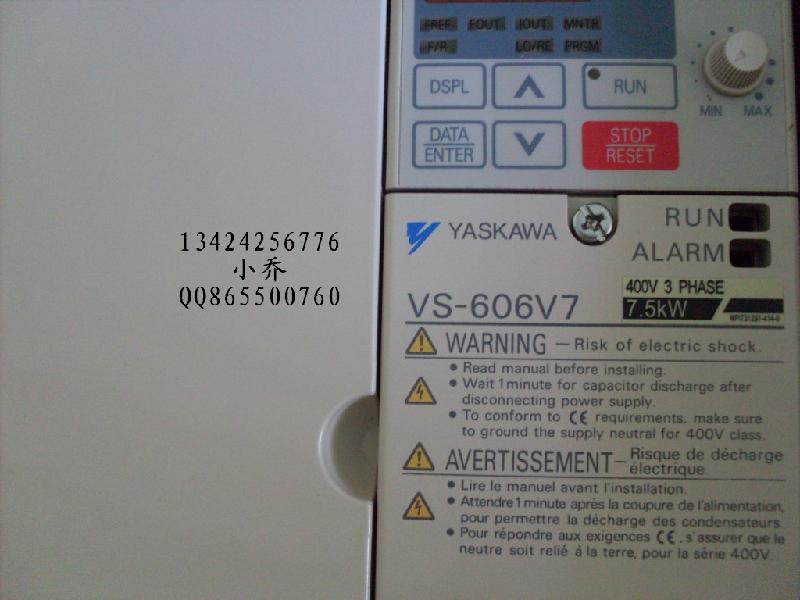 FREF FOUT IOUT MNTR
F/R LO/RE PRGM
DSPL RUN
MIN MAX
DATA
ENTER
STOP
RESET
13424256776
小乔
QQ865500760
YASKAWA
RUN
ALARM
VS-606V7
400V 3 PHASE
7.5kW
WARNING – Risk of electric shock.
• Read manual before installing.
• Wait 1 minute for capacitor discharge after
disconnecting power supply.
• To conform to CE requirements, make sure
to ground the supply neutral for 400V class.
AVERTISSEMENT – Risque de décharge
électrique
• Lire le manuel avant l'installation.
• Attendre 1 minute après la coupure de l'alimentation,
pour permettre la décharge des condensateurs.
• Pour répondre aux exigences CE, s'assurer que le
neutre soit relié à la terre, pour la série 400V.